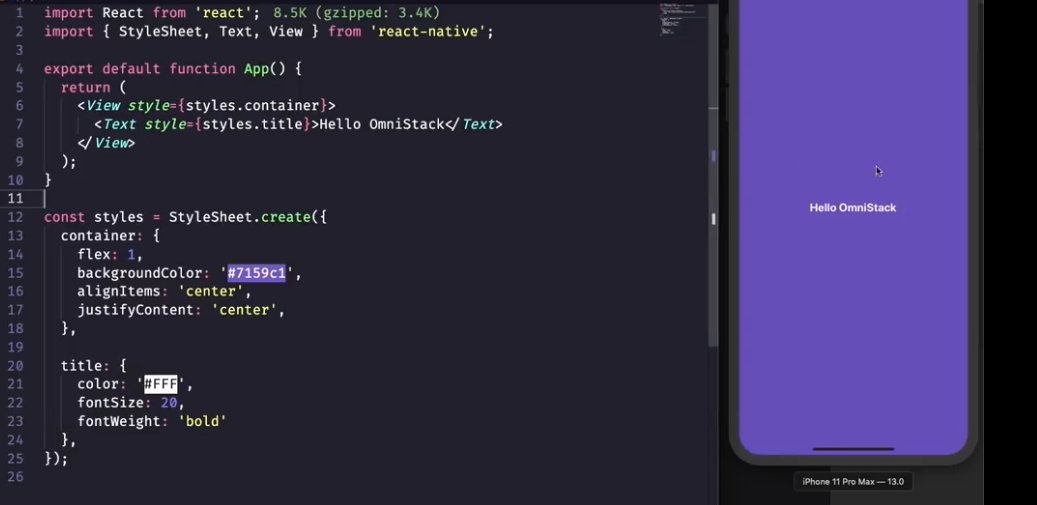 1 import React from 'react'; 8.5K (gzipped: 3.4K)
2 import { StyleSheet, Text, View } from 'react-native';
3
4 export default function App() {
5 return (
6 <View style={styles.container}>
7 <Text style={styles.title}>Hello OmniStack</Text>
8 </View>
9 );
10 }
11
12 const styles = StyleSheet.create({
13 container: {
14 flex: 1,
15 backgroundColor: '#7159c1',
16 alignItems: 'center',
17 justifyContent: 'center',
18 },
19
20 title: {
21 color: '#FFF',
22 fontSize: 20,
23 fontWeight: 'bold'
24 },
25 });
26
Hello OmniStack
iPhone 11 Pro Max — 13.0